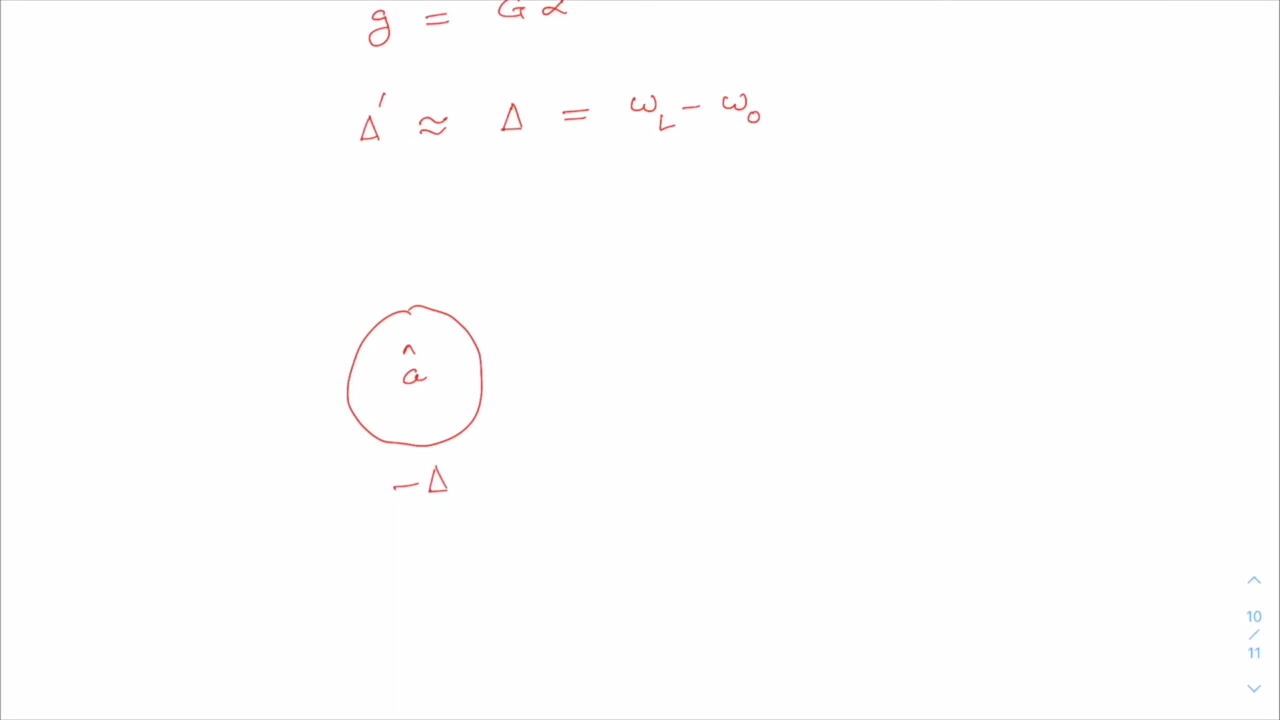 g = Gα
Δ′ ≈ Δ = ω_L − ω_0
â
−Δ
10
/
11